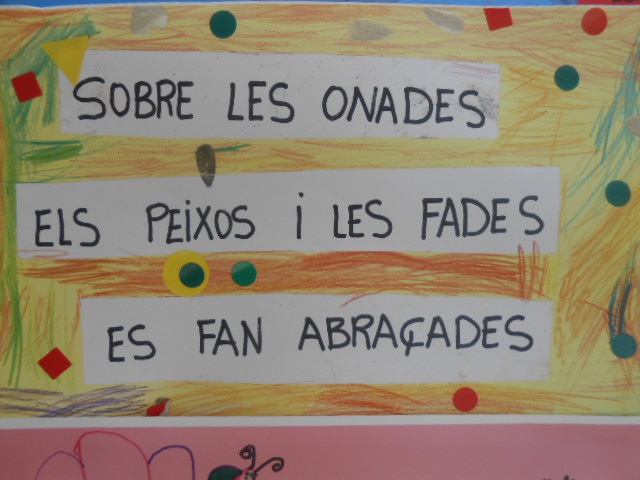 SOBRE LES ONADES
ELS PEIXOS i LES FADES
ES FAN ABRAÇADES